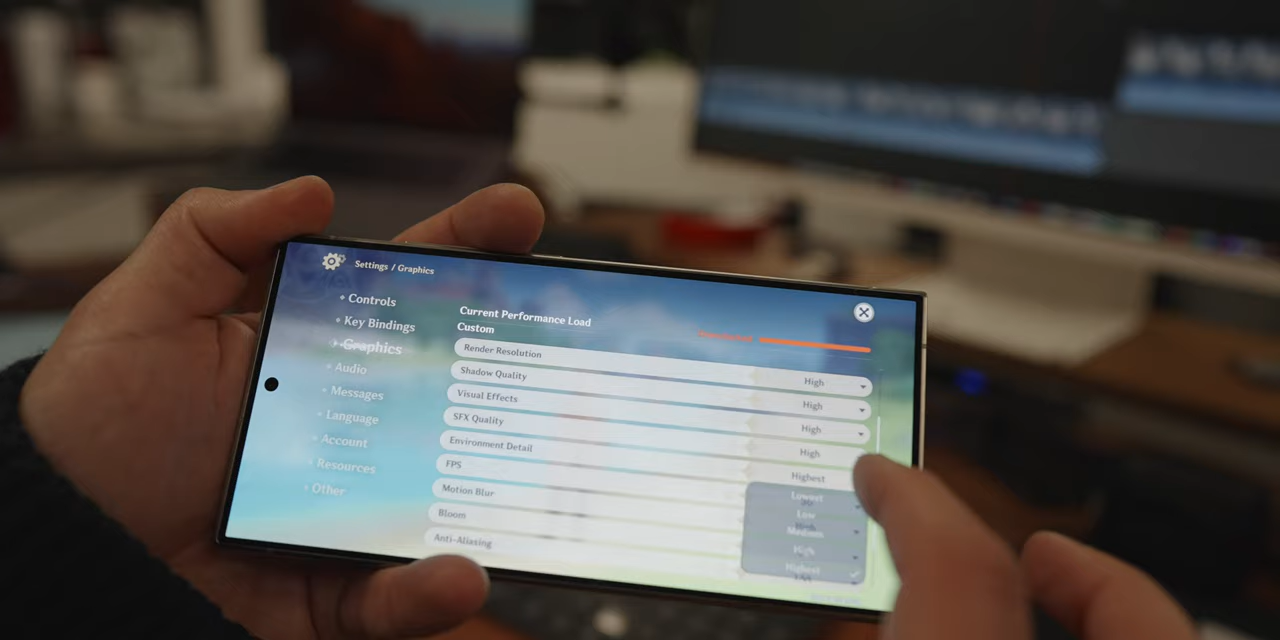 Settings / Graphics
Controls
Key Bindings
Graphics
Audio
Messages
Language
Account
Resources
Other
Current Performance Load
Custom
Render Resolution
High
Shadow Quality
High
Visual Effects
High
SFX Quality
High
Environment Detail
Highest
FPS
Motion Blur
Bloom
Anti-Aliasing
Lowest
Low
Medium
High
Highest